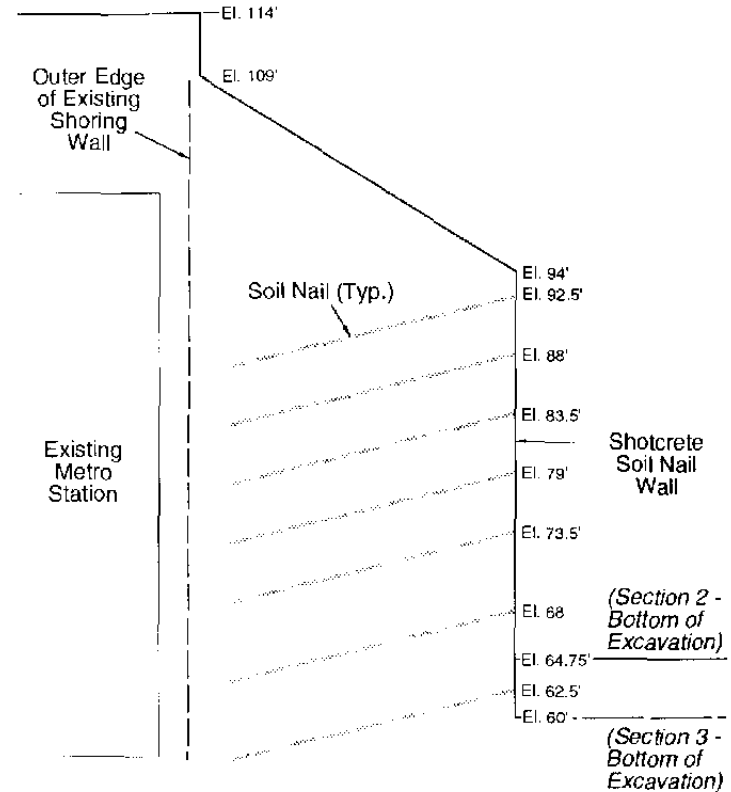 El. 114'
Outer Edge
of Existing
Shoring
Wall
El. 109'
El. 94'
Soil Nail (Typ.)
El. 92.5'
El. 88'
El. 83.5'
Existing
Metro
Station
Shotcrete
Soil Nail
Wall
El. 79'
El. 73.5'
(Section 2 -
Bottom of
Excavation)
El. 68
El. 64.75'
El. 62.5'
El. 60'
(Section 3 -
Bottom of
Excavation)